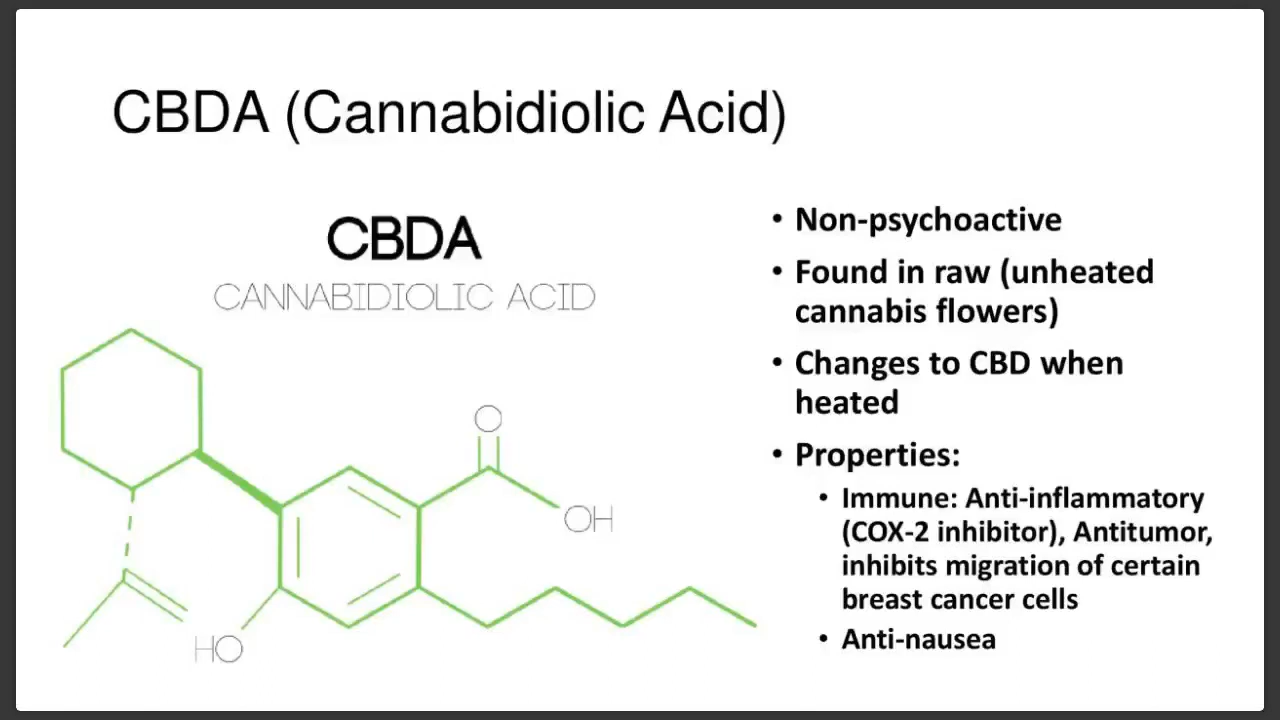 CBDA (Cannabidiolic Acid)
CBDA
CANNABIDIOLIC ACID
O
OH
HO
• Non-psychoactive
• Found in raw (unheated
cannabis flowers)
• Changes to CBD when
heated
• Properties:
• Immune: Anti-inflammatory
(COX-2 inhibitor), Antitumor,
inhibits migration of certain
breast cancer cells
• Anti-nausea